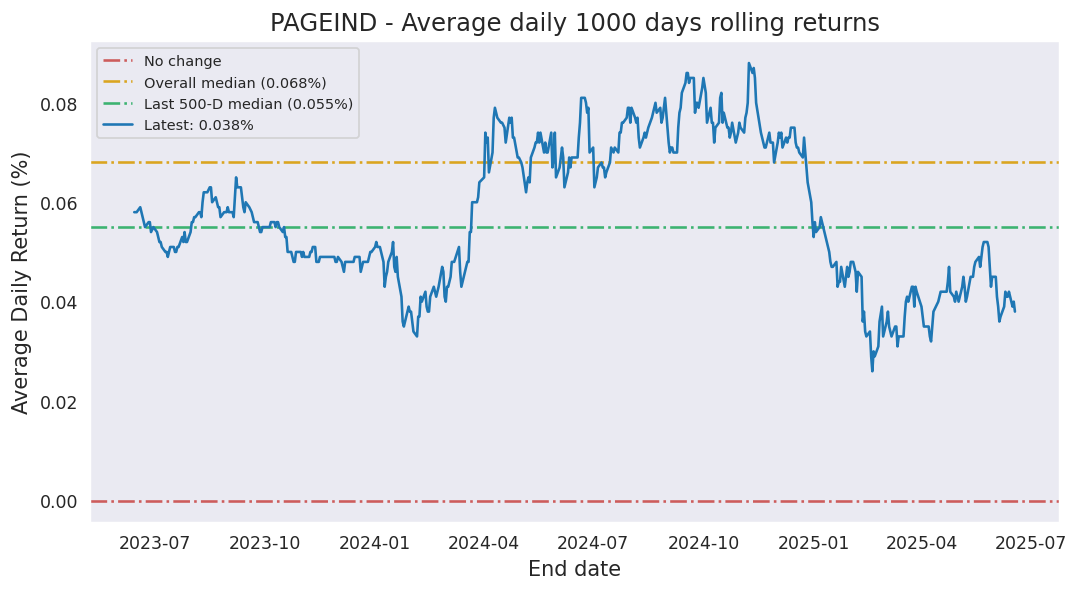 PAGEIND - Average daily 1000 days rolling returns
No change
Overall median (0.068%)
Last 500-D median (0.055%)
Latest: 0.038%
Average Daily Return (%)
0.08
0.06
0.04
0.02
0.00
2023-07 2023-10 2024-01 2024-04 2024-07 2024-10 2025-01 2025-04 2025-07
End date